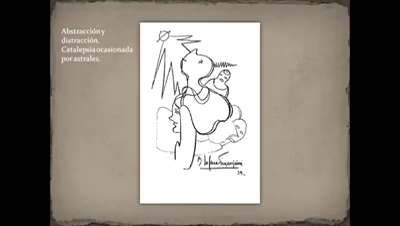 Abstracción y
distracción.
Catalepsia ocasionada
por astrales.